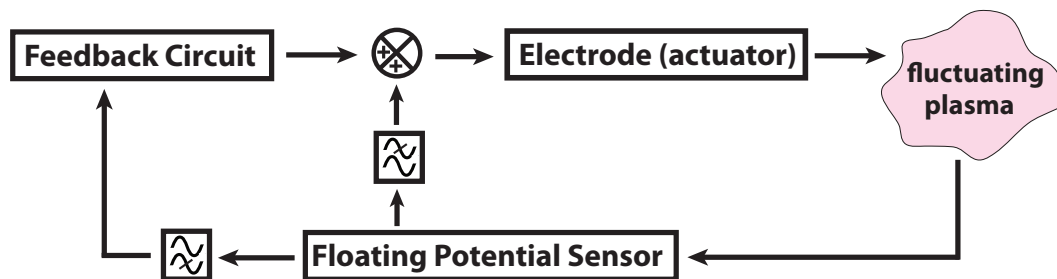 Feedback Circuit
+
++
Electrode (actuator)
fluctuating
plasma
Floating Potential Sensor